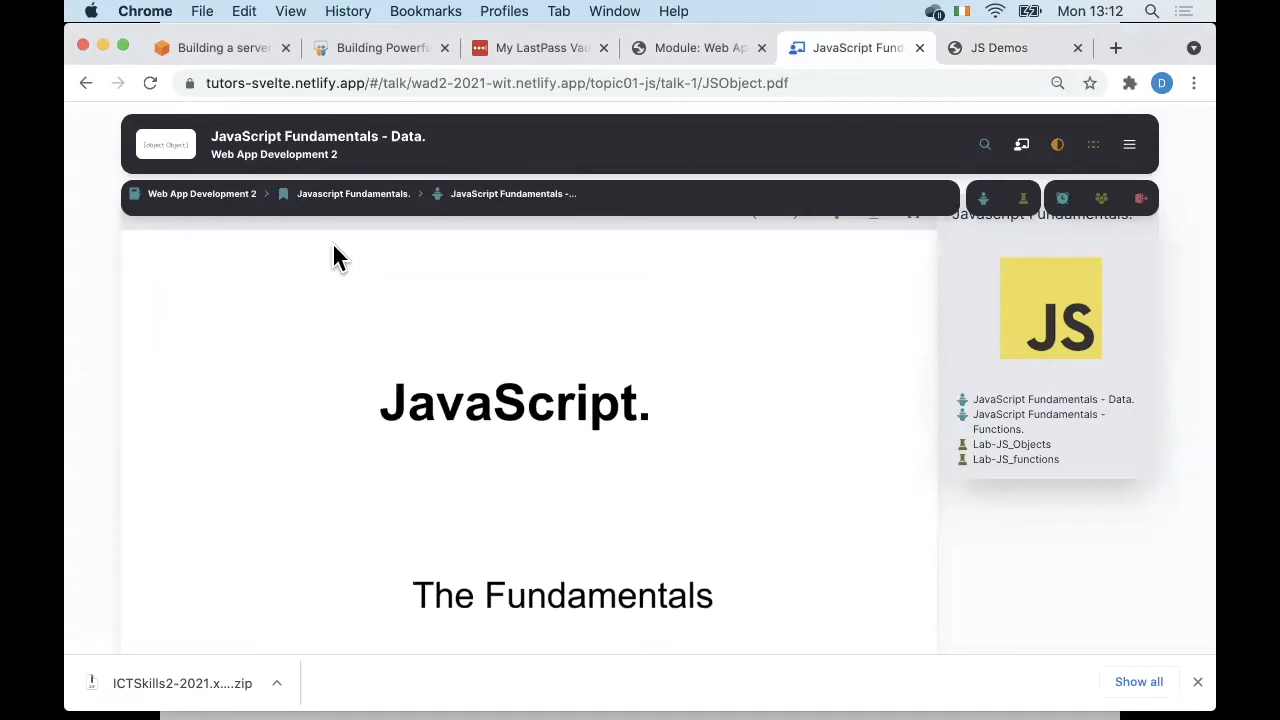 Chrome File Edit View History Bookmarks Profiles Tab Window Help Mon 13:12
Building a server Building Powerfu My LastPass Vau Module: Web Ap JavaScript Fund JS Demos
tutors-svelte.netlify.app/#/talk/wad2-2021-wit.netlify.app/topic01-js/talk-1/JSObject.pdf
D
[object Object]
JavaScript Fundamentals - Data.
Web App Development 2
Web App Development 2 > Javascript Fundamentals. > JavaScript Fundamentals -...
Javascript Fundamentals.
JS
JavaScript.
The Fundamentals
JavaScript Fundamentals - Data.
JavaScript Fundamentals -
Functions.
Lab-JS_Objects
Lab-JS_functions
ICTSkills2-2021.x....zip
Show all